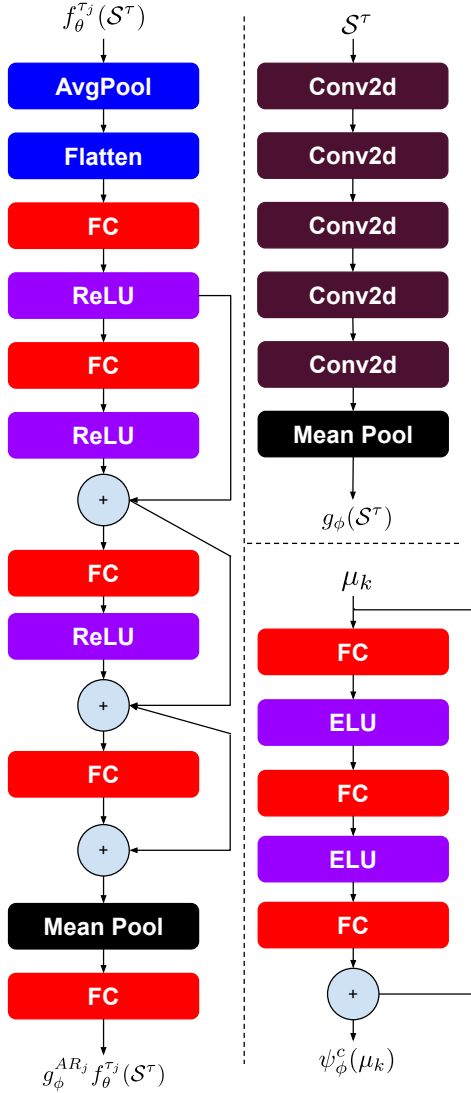 f_θ^{τ_j}(𝒮^τ)
AvgPool
Flatten
FC
ReLU
FC
ReLU
+
FC
ReLU
+
FC
+
Mean Pool
FC
g_ϕ^{AR_j} f_θ^{τ_j}(𝒮^τ)
𝒮^τ
Conv2d
Conv2d
Conv2d
Conv2d
Conv2d
Mean Pool
g_ϕ(𝒮^τ)
μ_k
FC
ELU
FC
ELU
FC
+
ψ_ϕ^c(μ_k)